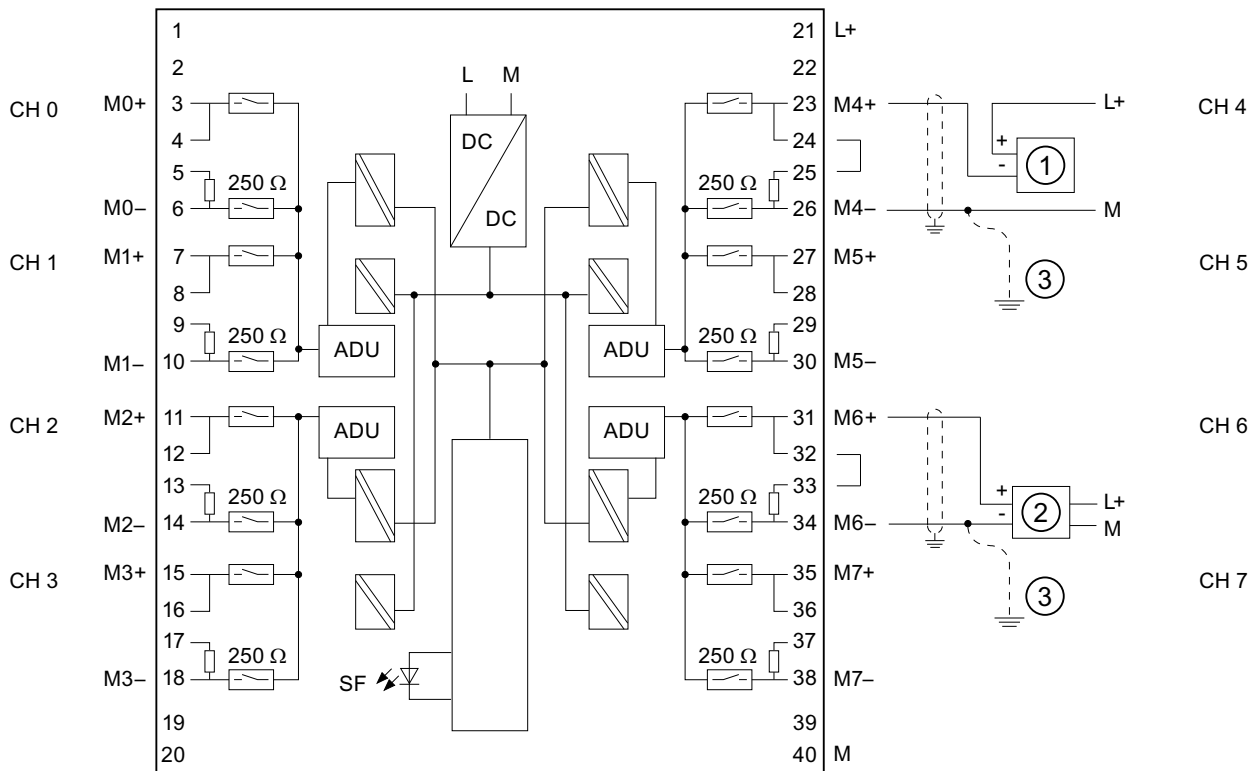 1 21 L+
2 22
L M
CH 0 M0+ 3 23 M4+ L+ CH 4
4 24
DC
+ 1
5 25
-
250 Ω 250 Ω
M0– 6 26 M4– M
DC
CH 1 M1+ 7 27 M5+ CH 5
3
8 28
9 29
250 Ω 250 Ω
ADU ADU
M1– 10 30 M5–
CH 2 M2+ 11 31 M6+ CH 6
ADU ADU
12 32
13 33
250 Ω 250 Ω
+ 2 L+
M2– 14 34 M6– - M
CH 3 M3+ 15 35 M7+ CH 7
3
16 36
17 37
250 Ω 250 Ω
M3– 18 SF 38 M7–
19 39
20 40 M